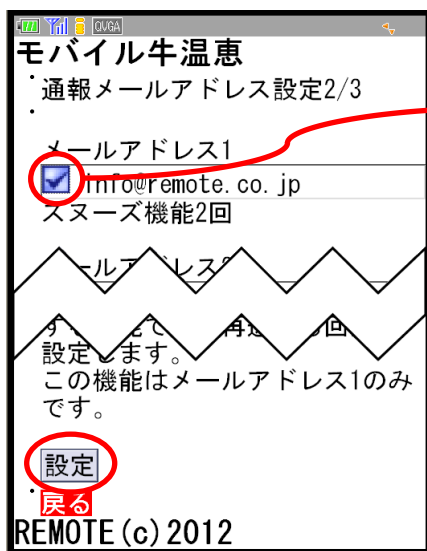 QVGA
モバイル牛温恵
通報メールアドレス設定2/3
メールアドレス1
info@remote.co.jp
スヌーズ機能2回
設定します。
この機能はメールアドレス1のみ
です。
設定
戻る
REMOTE(c)2012